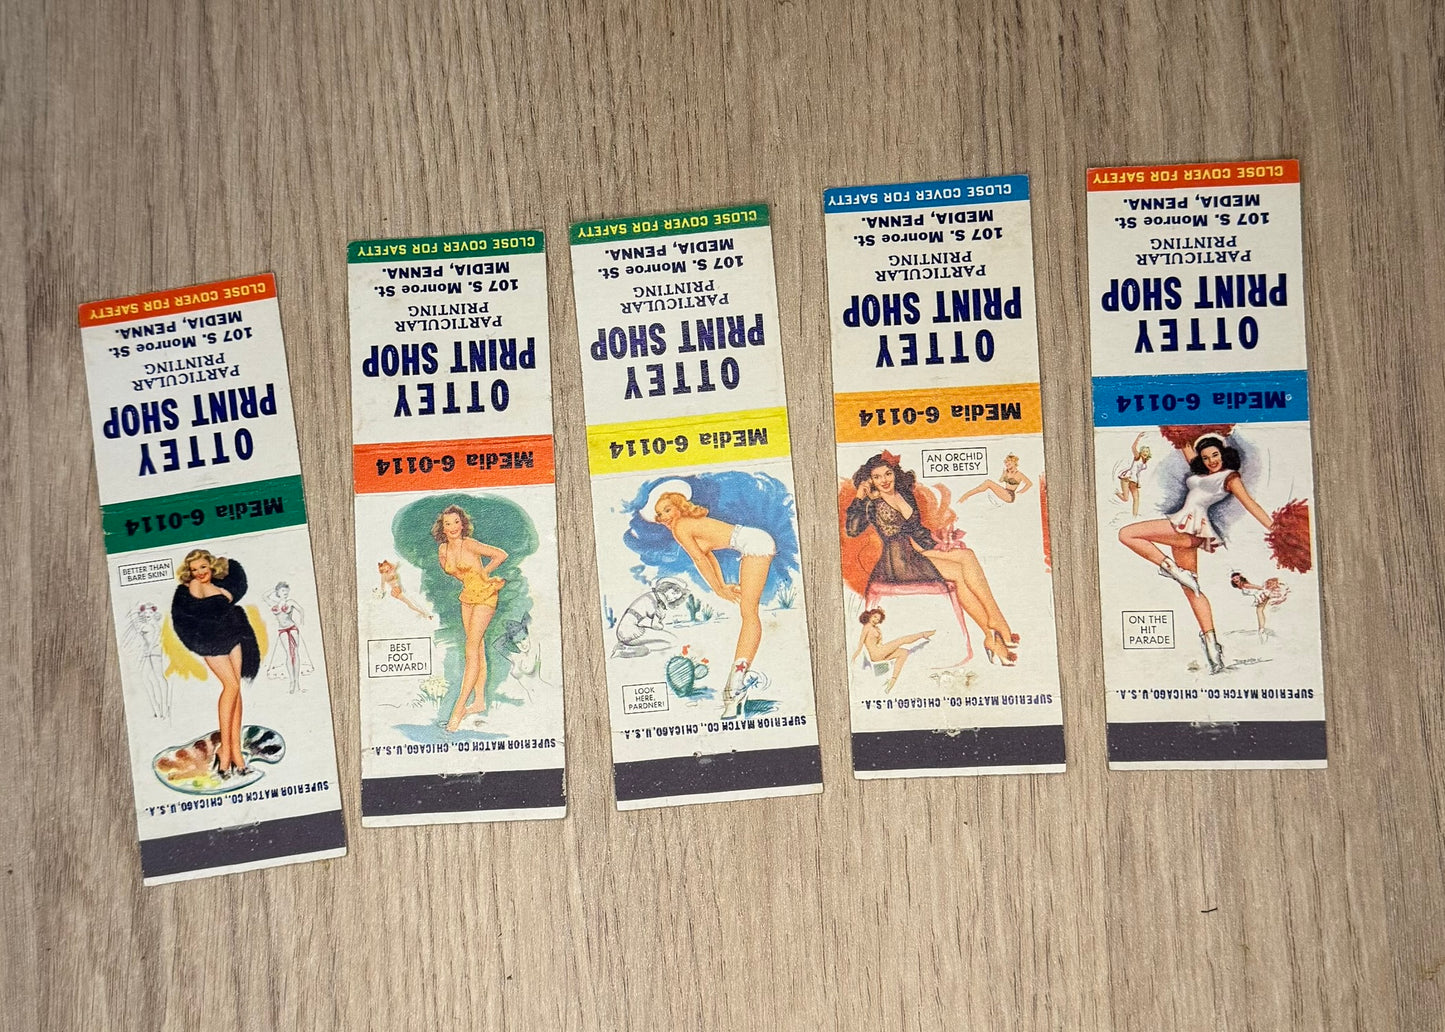 CLOSE COVER FOR SAFETY
107 S. Monroe St.
MEDIA, PENNA.
PARTICULAR
PRINTING
OTTEY
PRINT SHOP
MEdia 6-0114
BETTER THAN
BARE SKIN!
SUPERIOR MATCH CO., CHICAGO, U.S.A.
CLOSE COVER FOR SAFETY
107 S. Monroe St.
MEDIA, PENNA.
PARTICULAR
PRINTING
OTTEY
PRINT SHOP
MEdia 6-0114
BEST
FOOT
FORWARD!
SUPERIOR MATCH CO., CHICAGO, U.S.A.
CLOSE COVER FOR SAFETY
107 S. Monroe St.
MEDIA, PENNA.
PARTICULAR
PRINTING
OTTEY
PRINT SHOP
MEdia 6-0114
LOOK
HERE,
PARDNER!
SUPERIOR MATCH CO., CHICAGO, U.S.A.
CLOSE COVER FOR SAFETY
107 S. Monroe St.
MEDIA, PENNA.
PARTICULAR
PRINTING
OTTEY
PRINT SHOP
MEdia 6-0114
AN ORCHID
FOR BETSY
SUPERIOR MATCH CO., CHICAGO, U.S.A.
CLOSE COVER FOR SAFETY
107 S. Monroe St.
MEDIA, PENNA.
PARTICULAR
PRINTING
OTTEY
PRINT SHOP
MEdia 6-0114
ON THE
HIT
PARADE
SUPERIOR MATCH CO., CHICAGO, U.S.A.